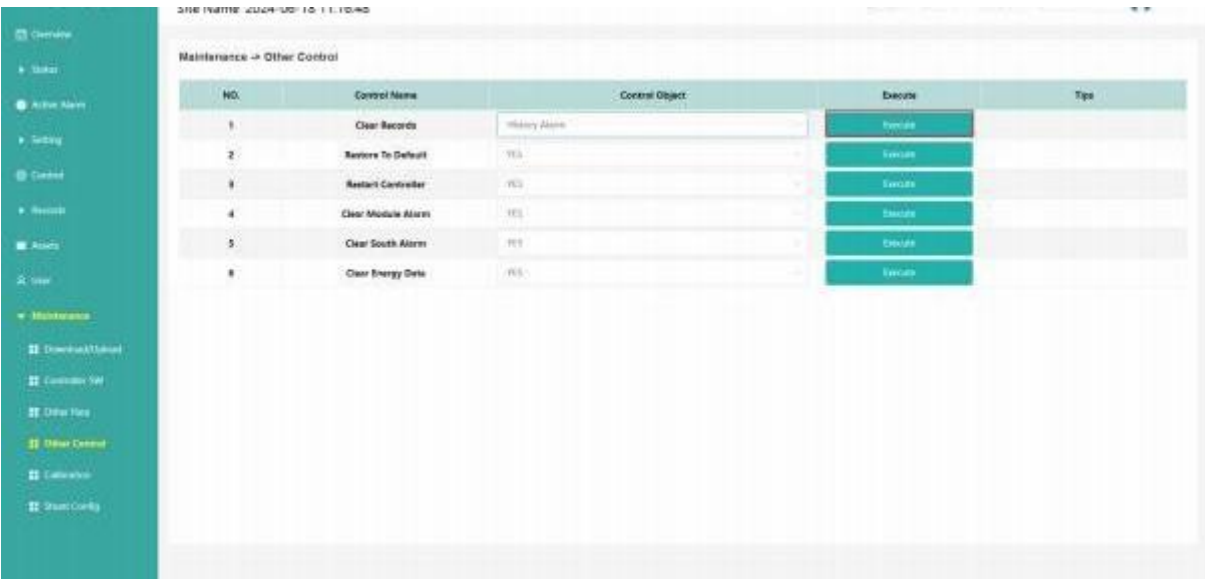 Site Name 2024-06-18 11:16:48
Overview
Status
Active Alarm
Setting
Control
Records
Assets
User
Maintenance
Download/Upload
Controller SW
Other Files
Other Control
Calibration
Shunt Config
Maintenance -> Other Control
NO. Control Name Control Object Execute Tips
1 Clear Records History Alarm Execute
2 Restore To Default YES Execute
3 Restart Controller YES Execute
4 Clear Module Alarm YES Execute
5 Clear South Alarm YES Execute
6 Clear Energy Data YES Execute